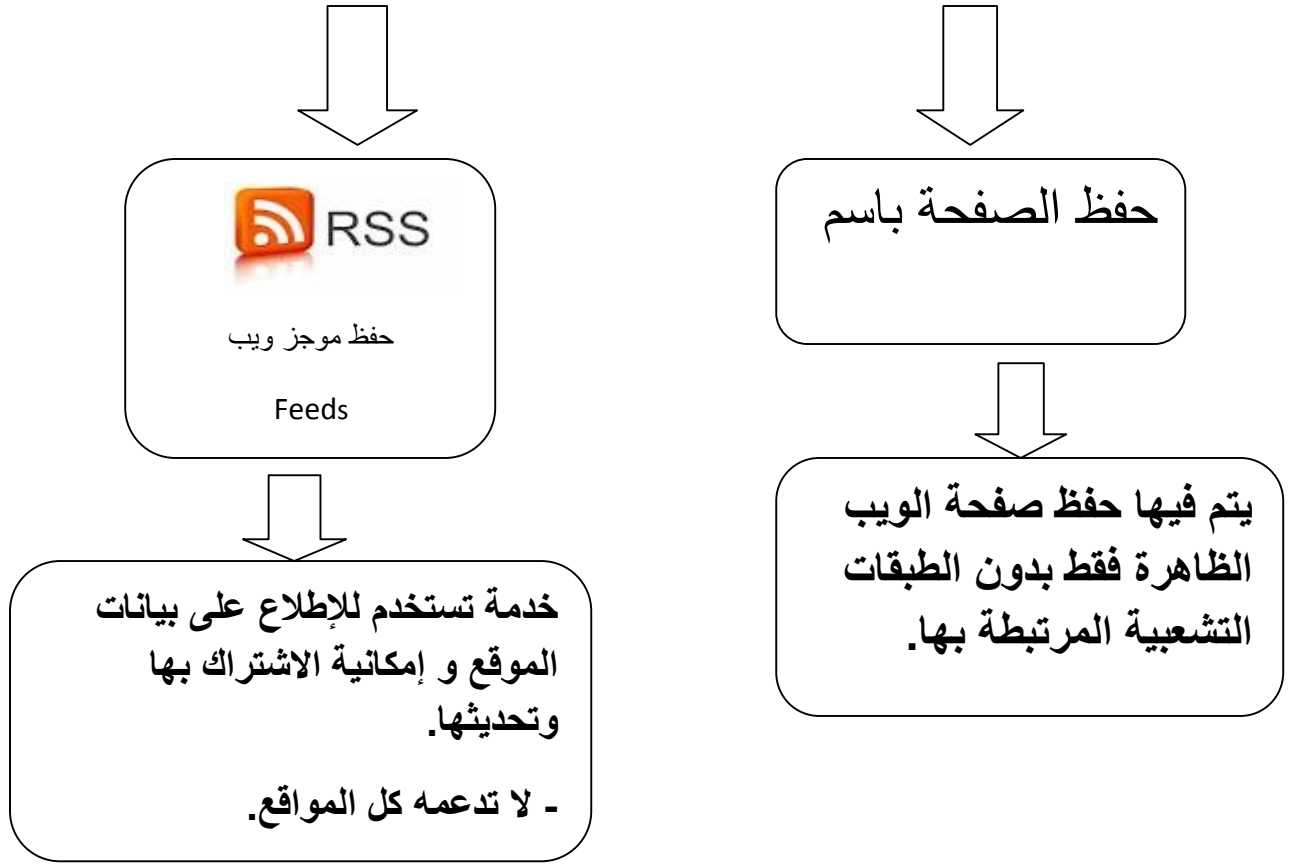 حفظ الصفحة باسم
يتم فيها حفظ صفحة الويب
الظاهرة فقط بدون الطبقات
التشعبية المرتبطة بها.
RSS
حفظ موجز ويب
Feeds
خدمة تستخدم للإطلاع على بيانات
الموقع و إمكانية الاشتراك بها
وتحديثها.
- لا تدعمه كل المواقع.